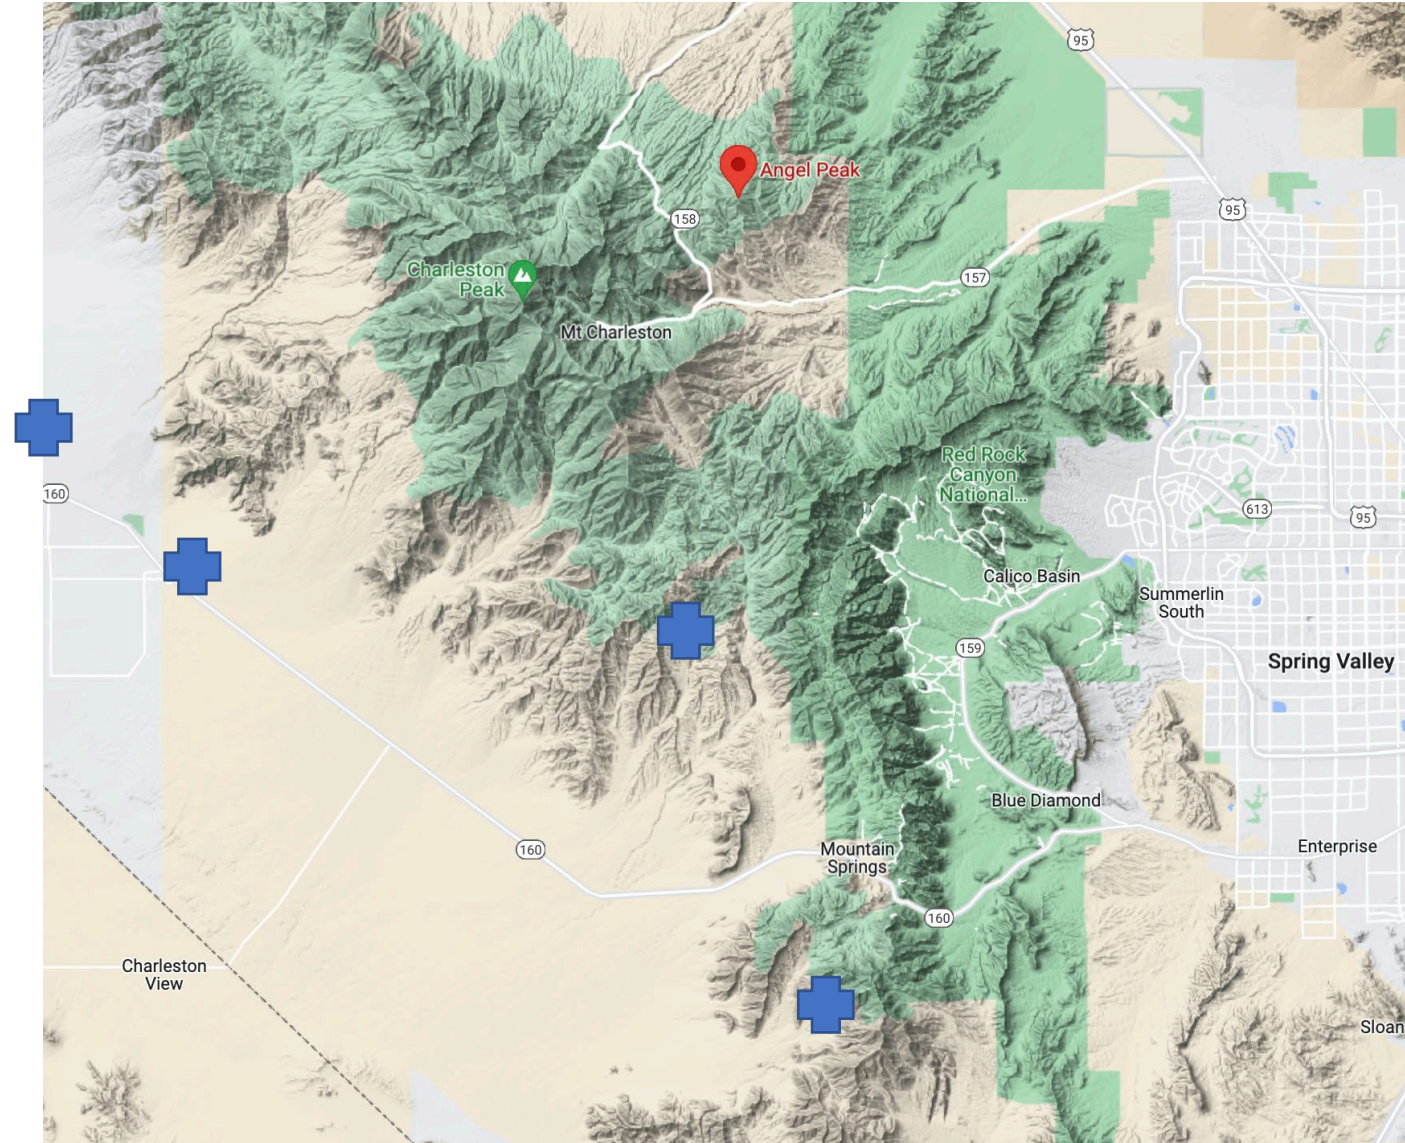 95
Angel Peak
95
158
Charleston
Peak
157
Mt Charleston
Red Rock
Canyon
National...
160
613
95
Calico Basin
Summerlin
South
159
Spring Valley
Blue Diamond
160
Mountain
Springs
Enterprise
160
Charleston
View
Sloan